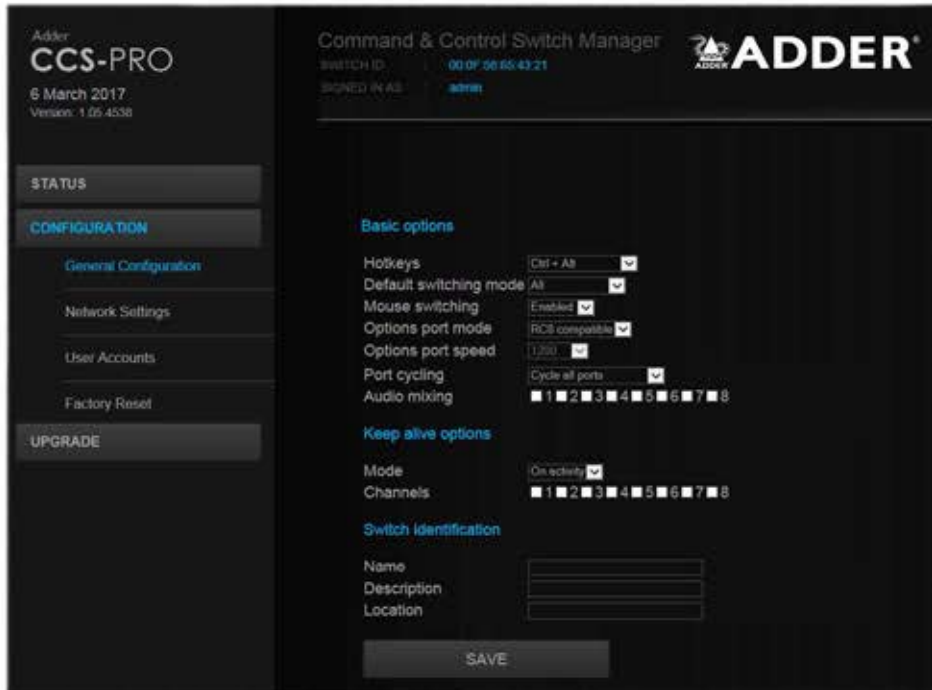 Adder
CCS-PRO
6 March 2017
Version: 1.05.4538
Command & Control Switch Manager
SWITCH ID : 00:0F:58:65:43:21
SIGNED IN AS : admin
ADDER
ADDER®
STATUS
CONFIGURATION
General Configuration
Network Settings
User Accounts
Factory Reset
UPGRADE
Basic options
Hotkeys Ctrl + Alt
Default switching mode All
Mouse switching Enabled
Options port mode RC8 compatible
Options port speed 1200
Port cycling Cycle all ports
Audio mixing 1 2 3 4 5 6 7 8
Keep alive options
Mode On activity
Channels 1 2 3 4 5 6 7 8
Switch identification
Name
Description
Location
SAVE